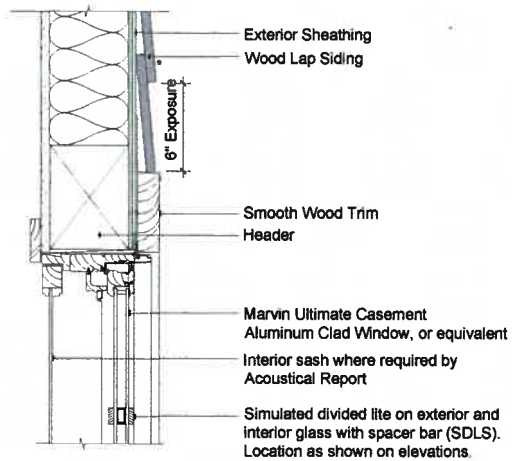 Exterior Sheathing
Wood Lap Siding
6" Exposure
Smooth Wood Trim
Header
Marvin Ultimate Casement
Aluminum Clad Window, or equivalent
Interior sash where required by
Acoustical Report
Simulated divided lite on exterior and
interior glass with spacer bar (SDLS).
Location as shown on elevations.